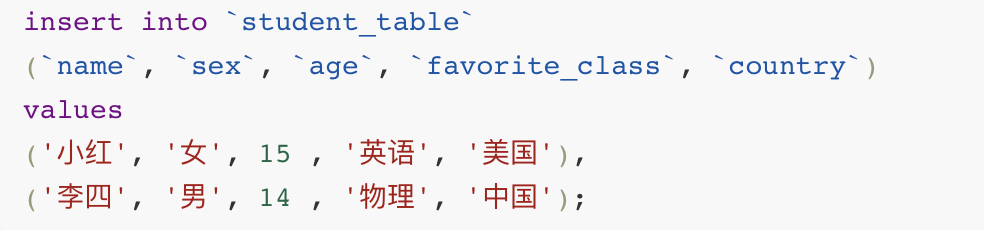 insert into `student_table`
(`name`, `sex`, `age`, `favorite_class`, `country`)
values
('小红', '女', 15 , '英语', '美国'),
('李四', '男', 14 , '物理', '中国');